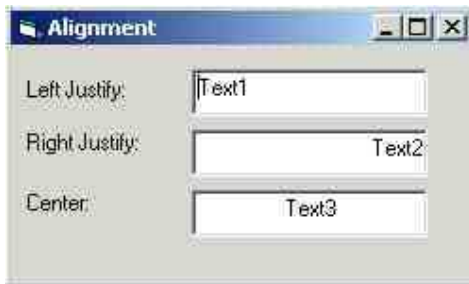 Alignment
Left Justify: Text1
Right Justify: Text2
Center: Text3